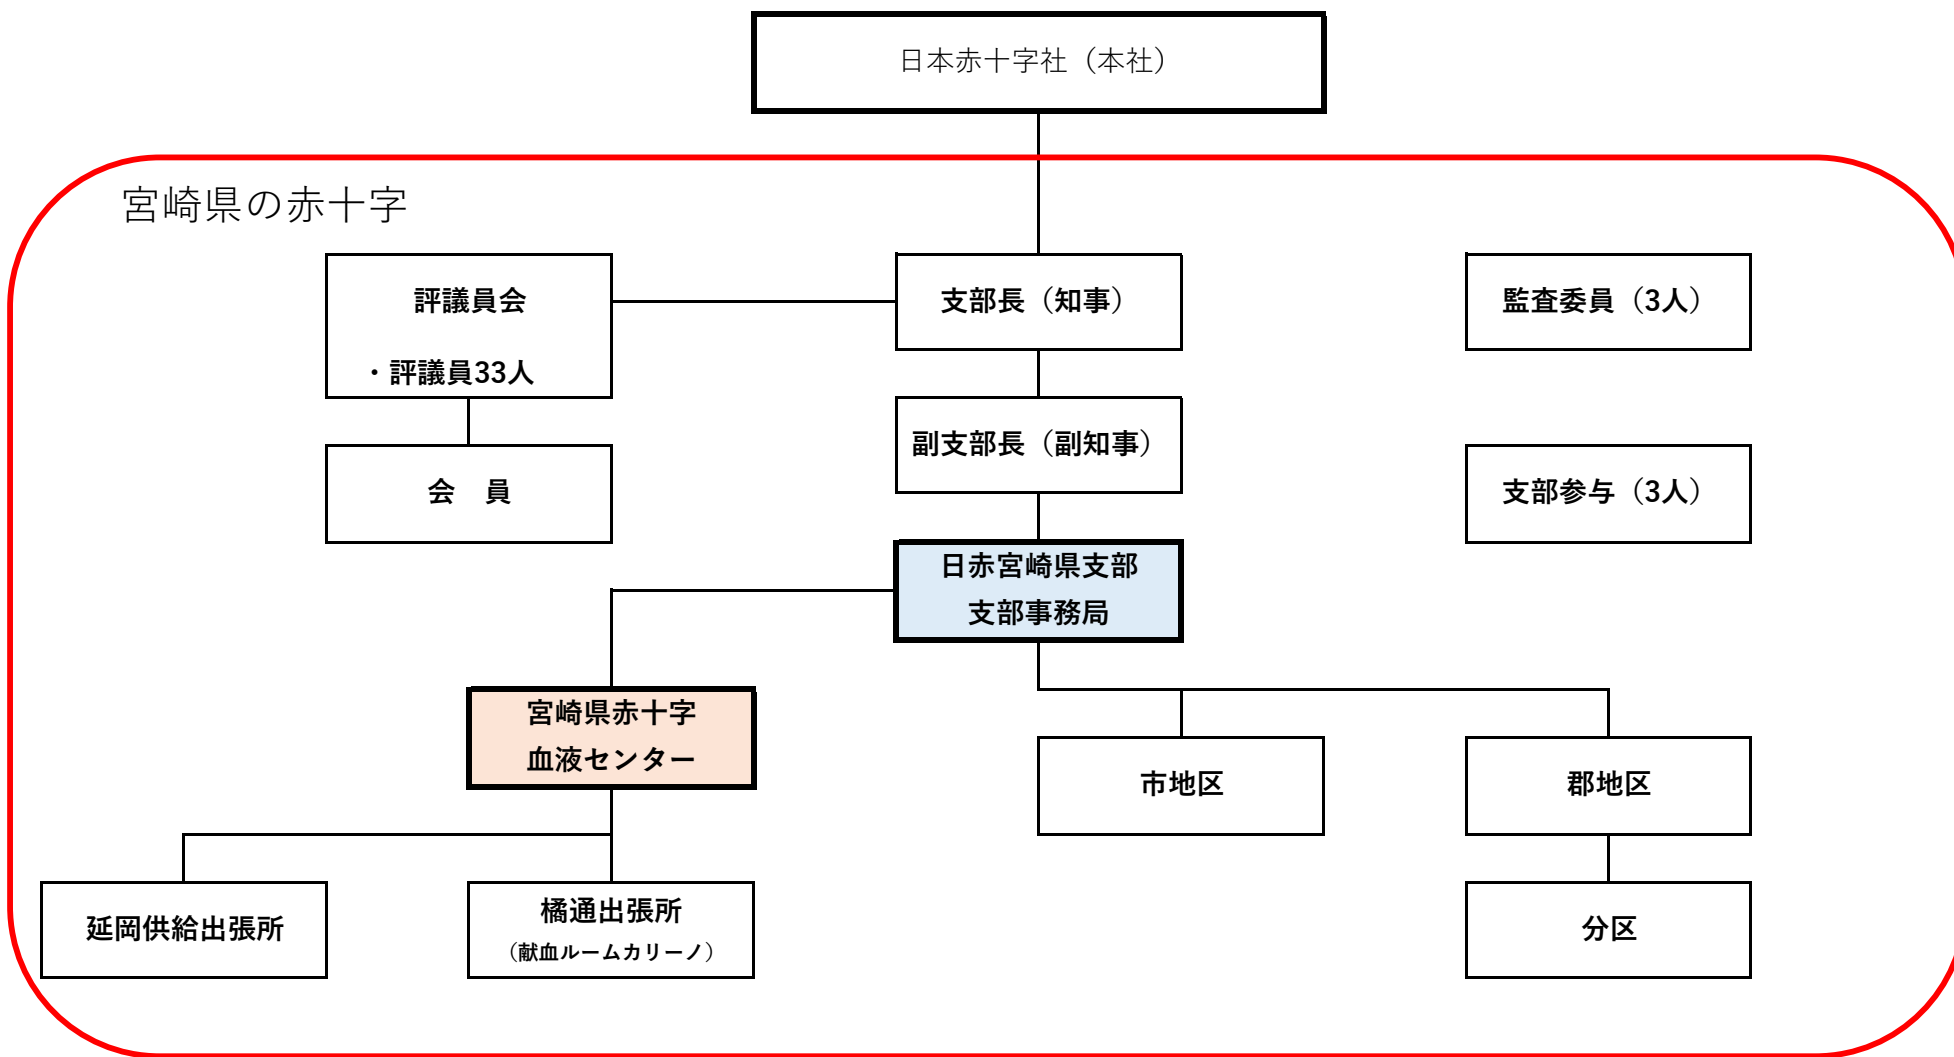 日本赤十字社（本社）
宮崎県の赤十字
評議員会
・評議員33人
支部長（知事）
監査委員（3人）
副支部長（副知事）
会　員
支部参与（3人）
日赤宮崎県支部
支部事務局
宮崎県赤十字
血液センター
市地区
郡地区
延岡供給出張所
橘通出張所
（献血ルームカリーノ）
分区